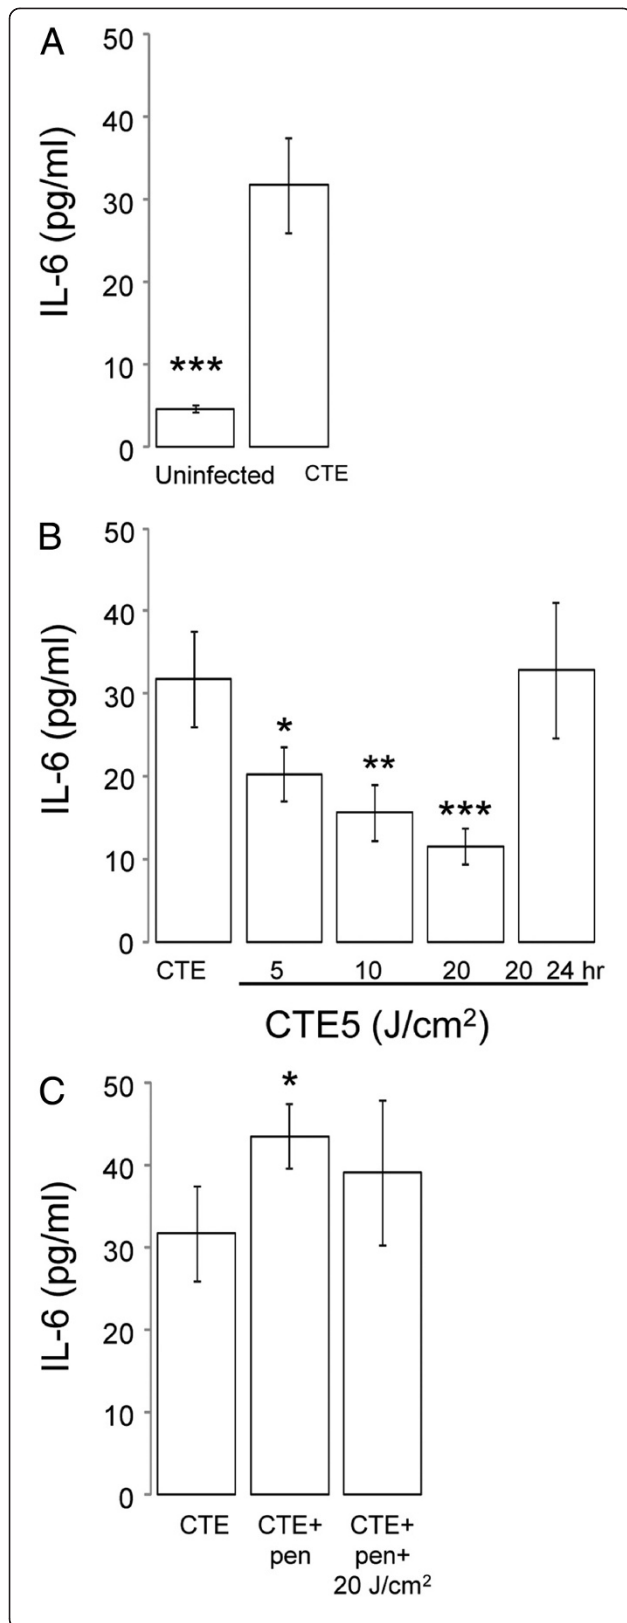 A
IL-6 (pg/ml)
50
40
30
20
10
0
***
Uninfected CTE
B
IL-6 (pg/ml)
50
40
30
20
10
0
*
**
***
CTE 5 10 20 20 24 hr
CTE5 (J/cm²)
C
IL-6 (pg/ml)
50
40
30
20
10
0
*
CTE CTE+ CTE+
pen pen+
20 J/cm²